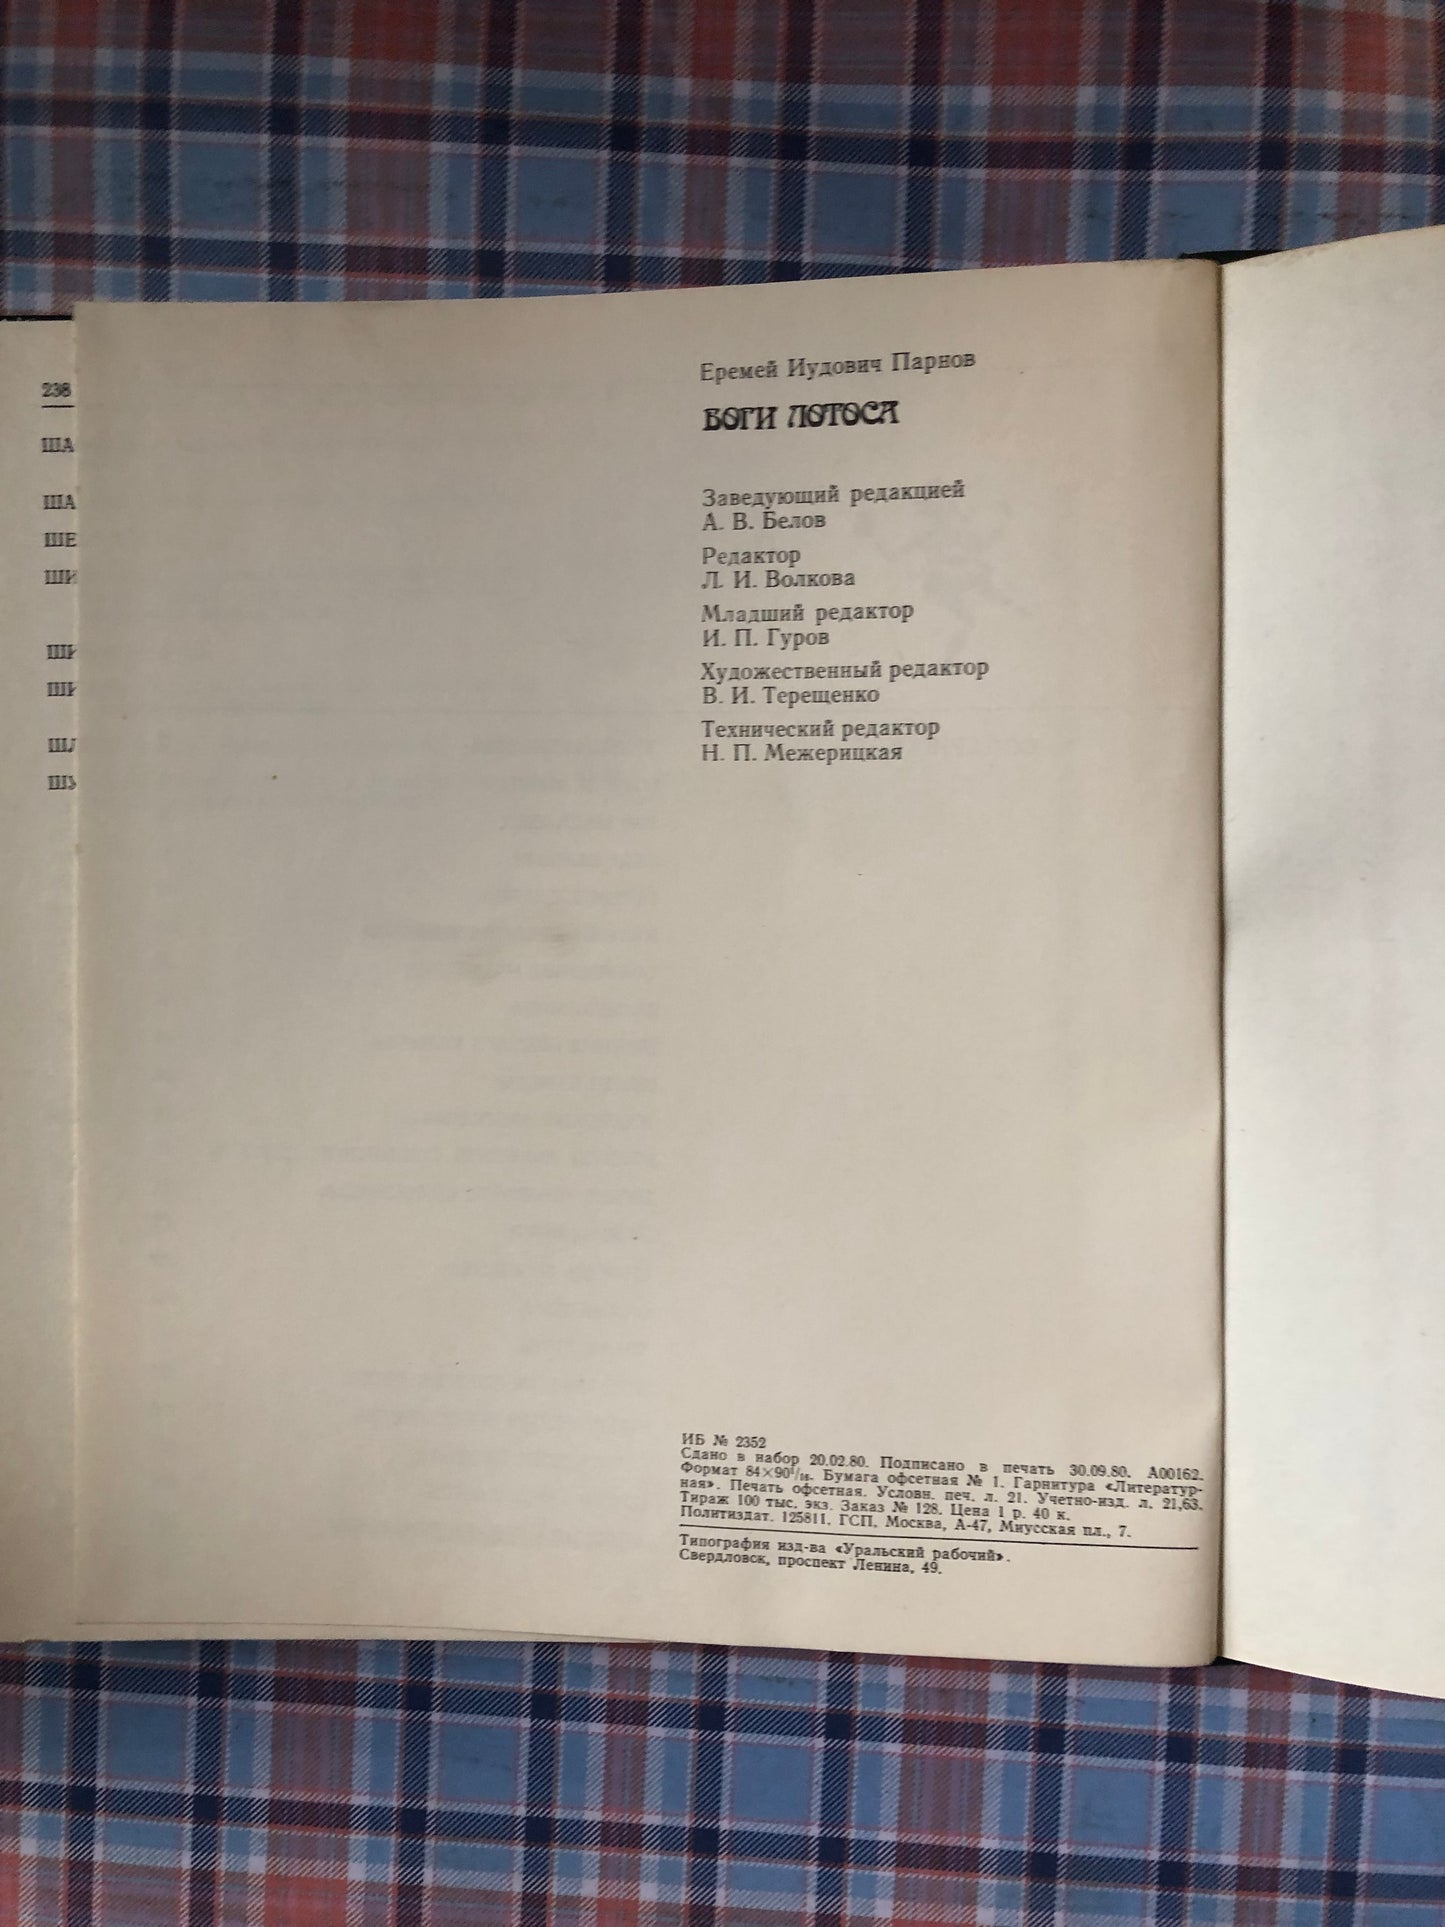 238
ША
ША
ШЕ
ШИ
ШИ
ШИ
ШЛ
ШУ
Еремей Иудович Парнов
БОГИ ЛОТОСА
Заведующий редакцией
А. В. Белов
Редактор
Л. И. Волкова
Младший редактор
И. П. Гуров
Художественный редактор
В. И. Терещенко
Технический редактор
Н. П. Межерицкая
ИБ № 2352
Сдано в набор 20.02.80. Подписано в печать 30.09.80. А00162.
Формат 84×90¹/₁₆. Бумага офсетная № 1. Гарнитура «Литератур-
ная». Печать офсетная. Условн. печ. л. 21. Учетно-изд. л. 21,63.
Тираж 100 тыс. экз. Заказ № 128. Цена 1 р. 40 к.
Политиздат. 125811, ГСП, Москва, А-47, Миусская пл., 7.
Типография изд-ва «Уральский рабочий».
Свердловск, проспект Ленина, 49.